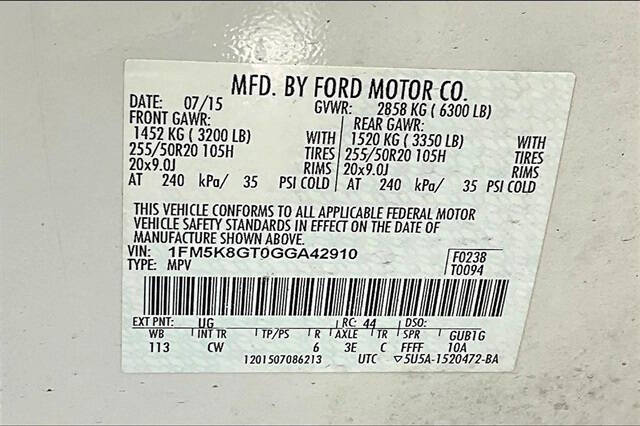 MFD. BY FORD MOTOR CO.
DATE: 07/15 GVWR: 2858 KG ( 6300 LB)
FRONT GAWR: REAR GAWR:
1452 KG ( 3200 LB) WITH 1520 KG ( 3350 LB) WITH
255/50R20 105H TIRES 255/50R20 105H TIRES
20x9.0J RIMS 20x9.0J RIMS
AT 240 kPa/ 35 PSI COLD AT 240 kPa/ 35 PSI COLD
THIS VEHICLE CONFORMS TO ALL APPLICABLE FEDERAL MOTOR
VEHICLE SAFETY STANDARDS IN EFFECT ON THE DATE OF
MANUFACTURE SHOWN ABOVE.
VIN: 1FM5K8GT0GGA42910 F0238
TYPE: MPV T0094
EXT PNT: UG RC: 44 DSO:
WB INT TR TP/PS R AXLE TR SPR GUB1G
113 CW 6 3E C FFFF 10A
1201507086213 UTC ▽5U5A-1520472-BA